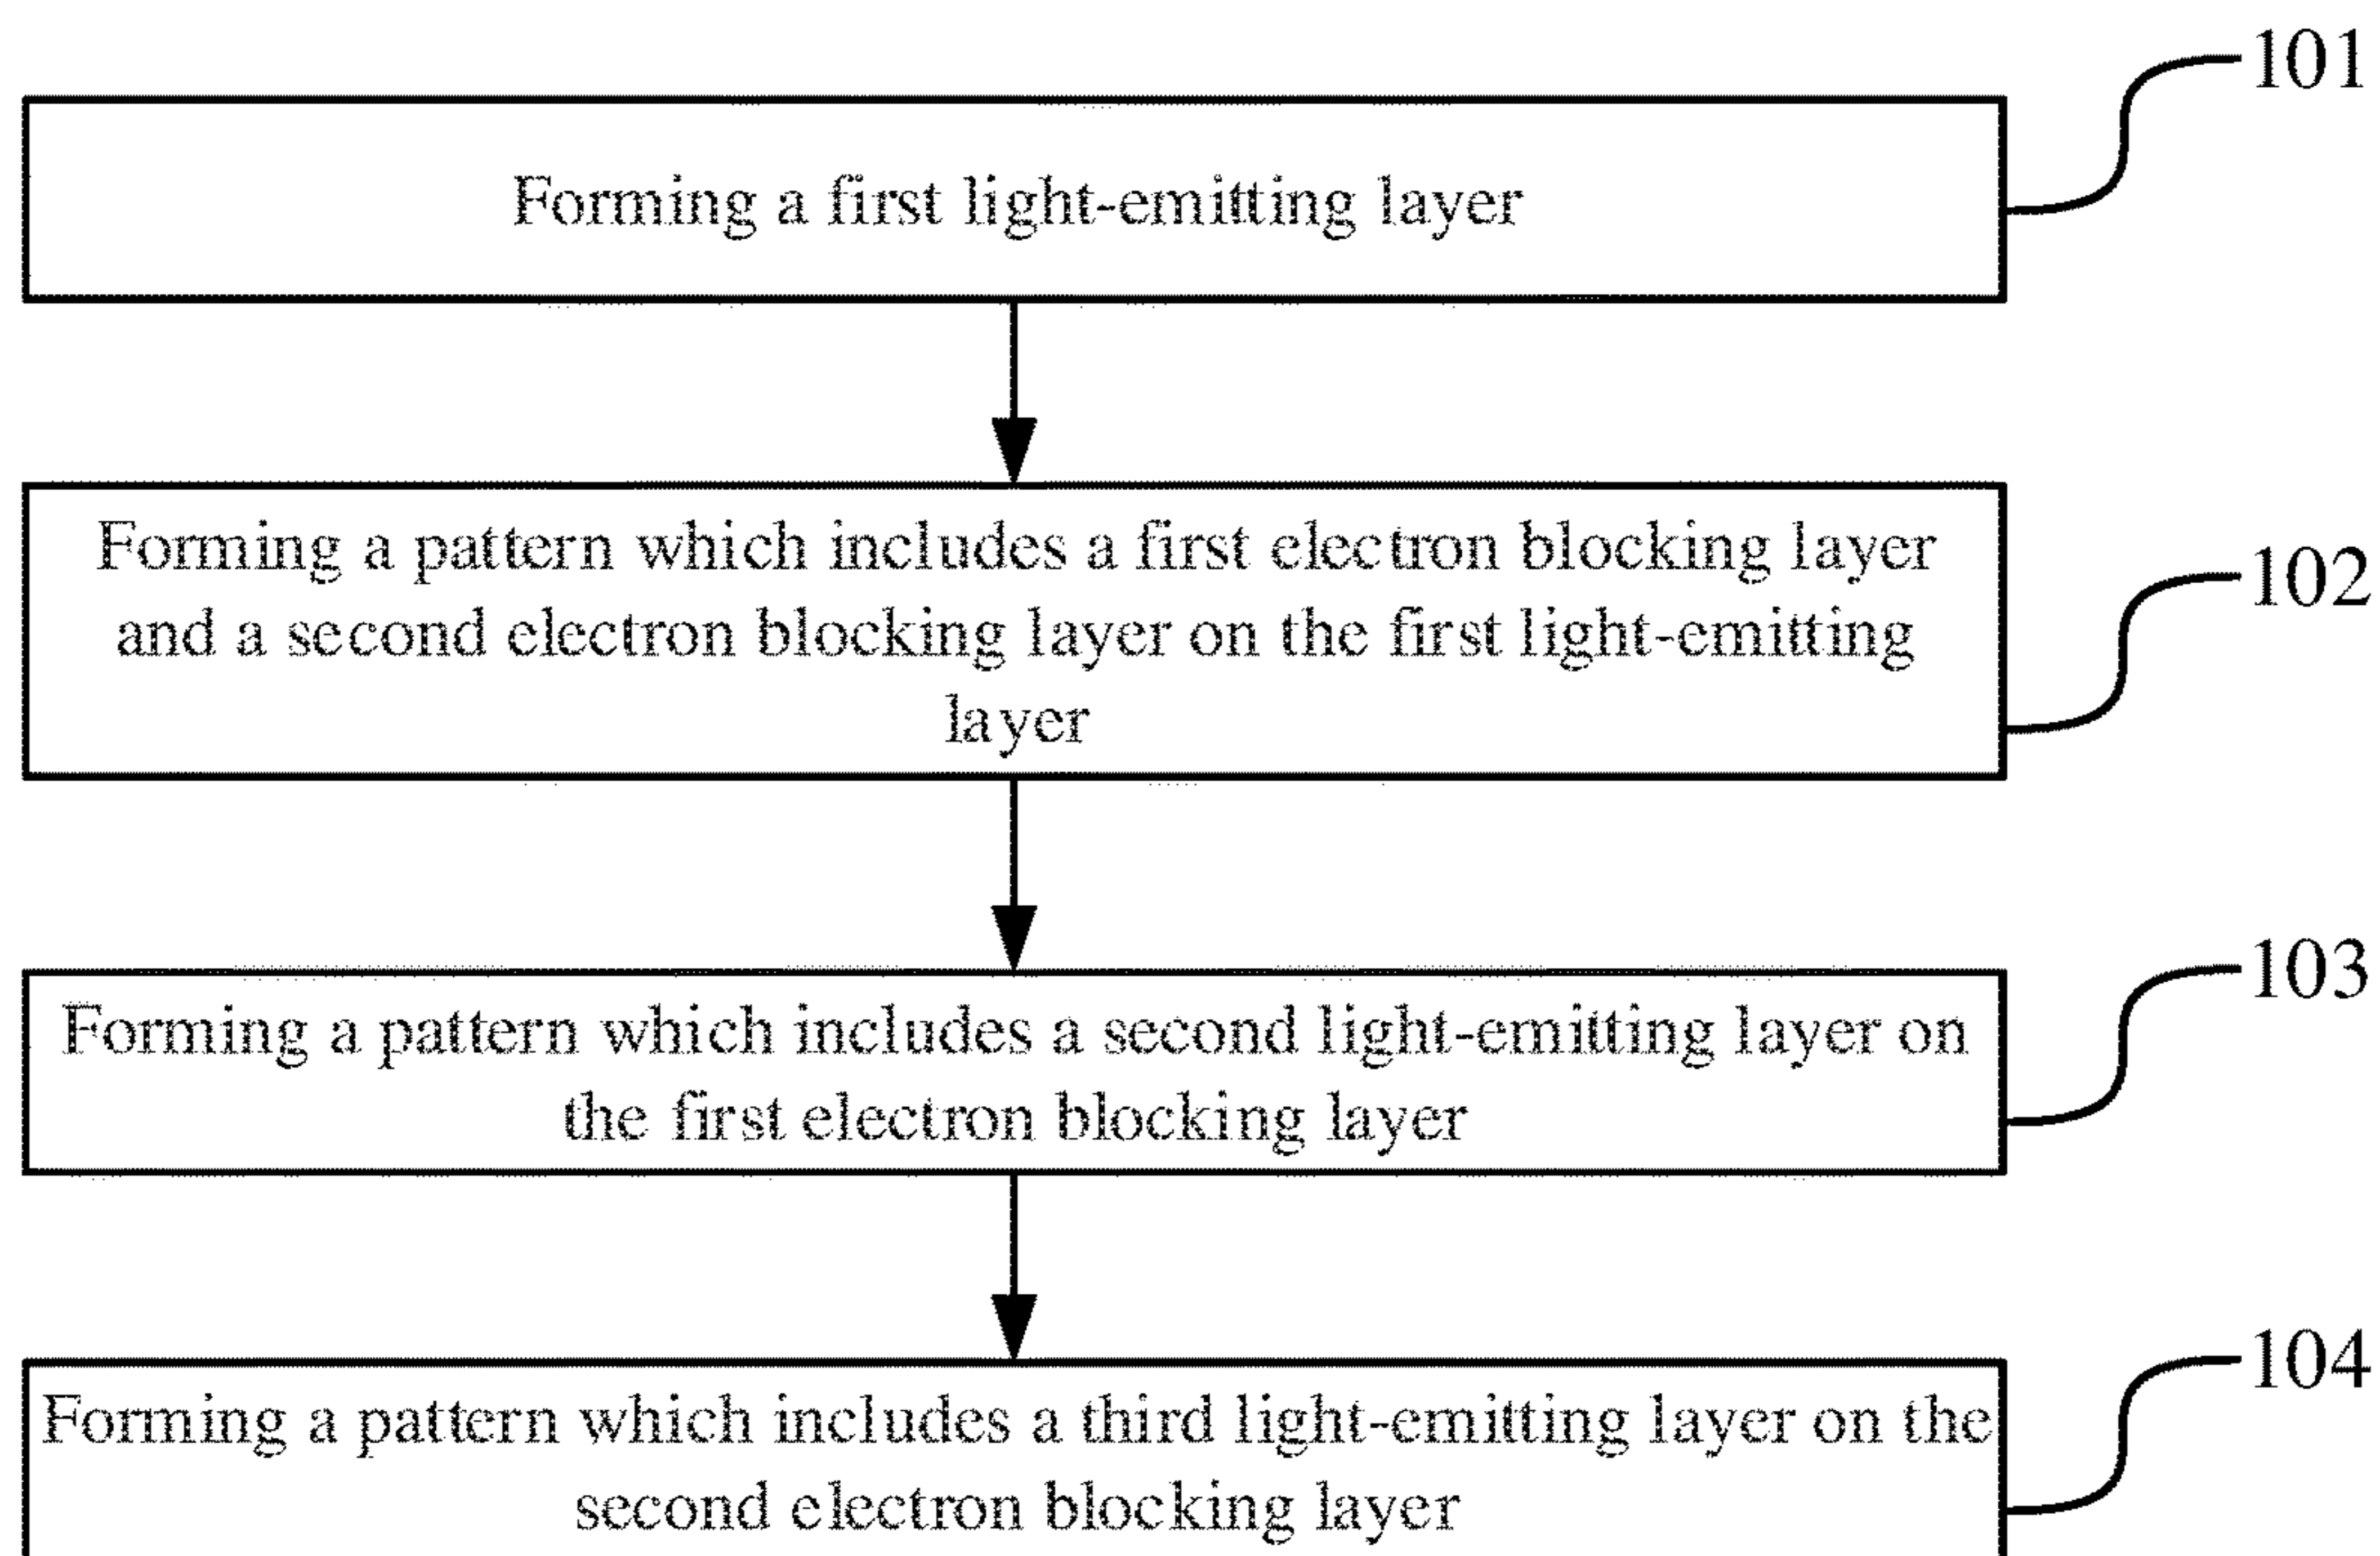 101
Forming a first light-emitting layer
Forming a pattern which includes a first electron blocking layer
and a second electron blocking layer on the first light-emitting
layer
102
103
Forming a pattern which includes a second light-emitting layer on
the first electron blocking layer
104
Forming a pattern which includes a third light-emitting layer on the
second electron blocking layer